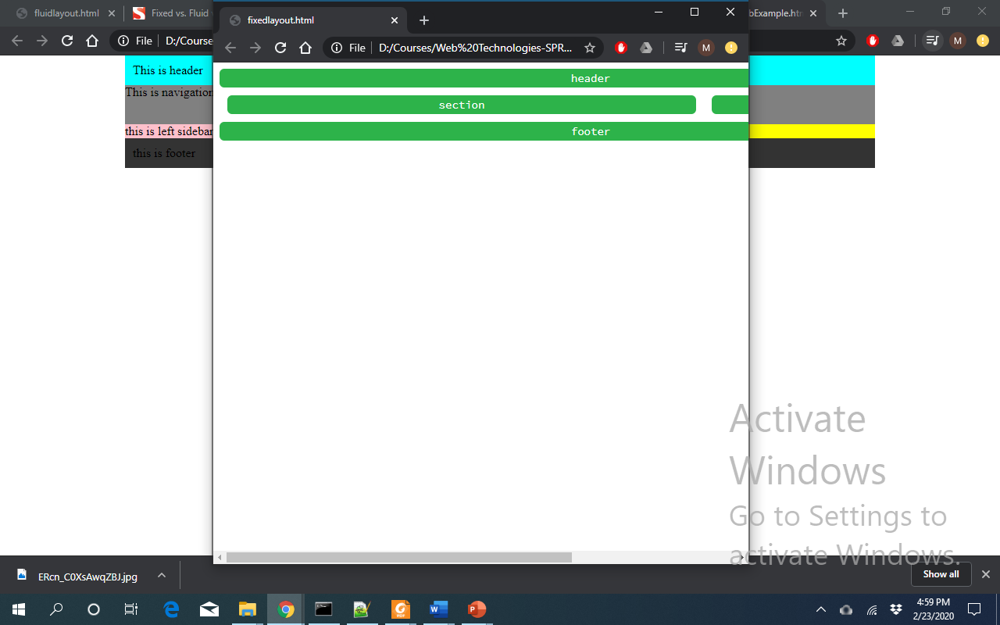 fluidlayout.html
Fixed vs. Fluid
bExample.htm
File
D:/Course
M
fixedlayout.html
File
D:/Courses/Web%20Technologies-SPR...
M
This is header
This is navigation
this is left sidebar
this is footer
header
section
footer
Activate
Windows
Go to Settings to
activate Windows.
ERcn_C0XsAwqZBJ.jpg
Show all
4:59 PM
2/23/2020